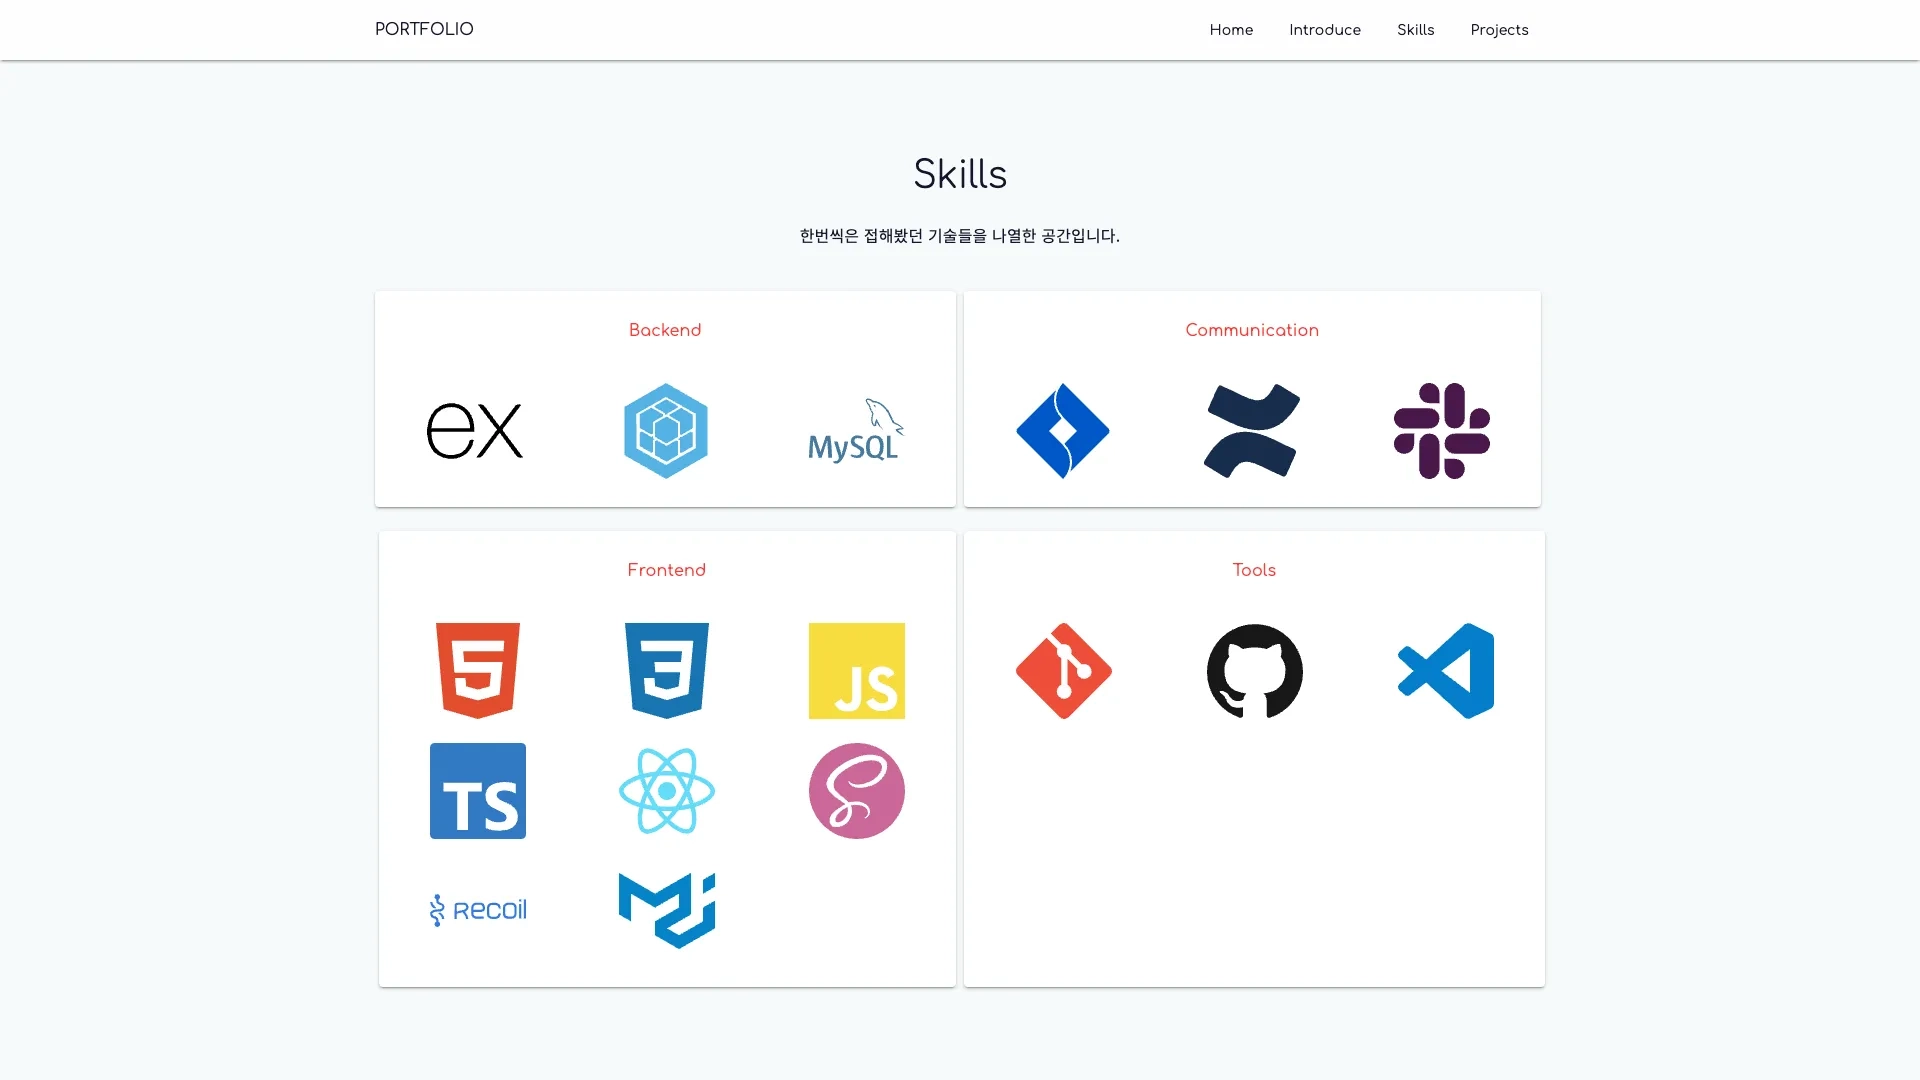 PORTFOLIO
Home Introduce Skills Projects
Skills
한번씩은 접해봤던 기술들을 나열한 공간입니다.
Backend
ex
MySQL
Communication
Frontend
5
3
JS
TS
RECOIL
Tools